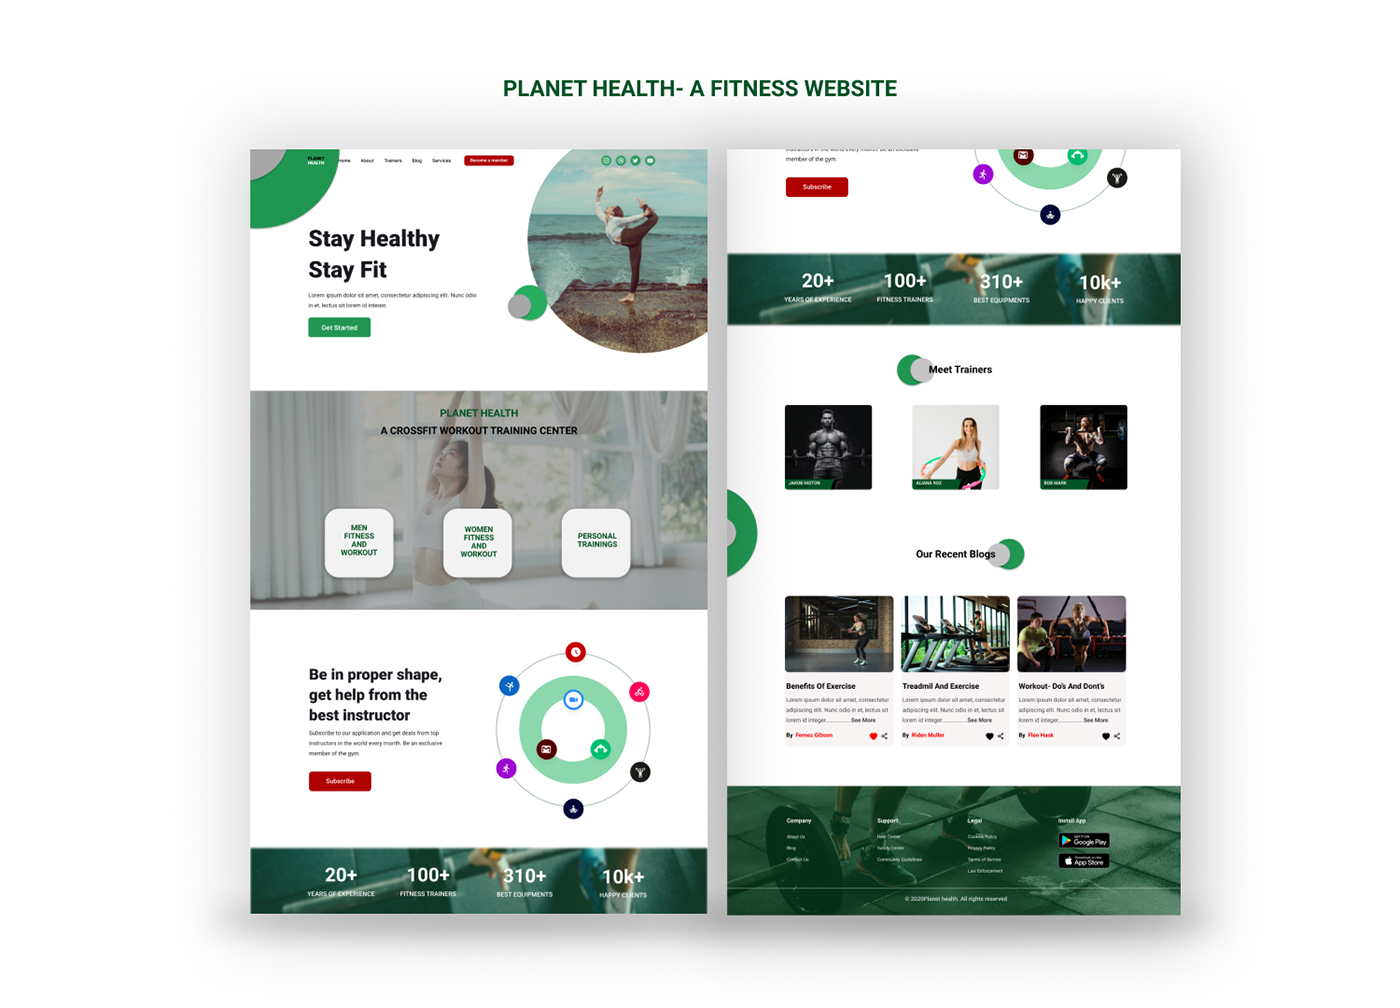 PLANET HEALTH- A FITNESS WEBSITE
PLANET
HEALTH
Home About Trainers Blog Services Become a member
Stay Healthy
Stay Fit
Lorem ipsum dolor sit amet, consectetur adipiscing elit. Nunc odio
in et, lectus sit lorem id integer.
Get Started
PLANET HEALTH
A CROSSFIT WORKOUT TRAINING CENTER
MEN
FITNESS
AND
WORKOUT
WOMEN
FITNESS
AND
WORKOUT
PERSONAL
TRAININGS
Be in proper shape,
get help from the
best instructor
Subscribe to our application and get deals from top
instructors in the world every month. Be an exclusive
member of the gym.
Subscribe
20+ 100+ 310+ 10k+
YEARS OF EXPERIENCE FITNESS TRAINERS BEST EQUIPMENTS HAPPY CLIENTS
instructors in the world every month. Be an exclusive
member of the gym.
Subscribe
20+ 100+ 310+ 10k+
YEARS OF EXPERIENCE FITNESS TRAINERS BEST EQUIPMENTS HAPPY CLIENTS
Meet Trainers
JAKOB HISTON ALIANA ROZ BOB MARK
Our Recent Blogs
Benefits Of Exercise
Lorem ipsum dolor sit amet, consectetur
adipiscing elit. Nunc odio in et, lectus sit
lorem id integer..............See More
By Fernez Gibson
Treadmil And Exercise
Lorem ipsum dolor sit amet, consectetur
adipiscing elit. Nunc odio in et, lectus sit
lorem id integer..............See More
By Riden Muller
Workout- Do's And Dont's
Lorem ipsum dolor sit amet, consectetur
adipiscing elit. Nunc odio in et, lectus sit
lorem id integer..............See More
By Flen Hask
Company
About Us
Blog
Contact Us
Support
Help Center
Safety Center
Community Guidelines
Legal
Cookies Policy
Privacy Policy
Terms of Service
Law Enforcement
Install App
GET IT ON
Google Play
Download on the
App Store
© 2020Planet health. All rights reserved